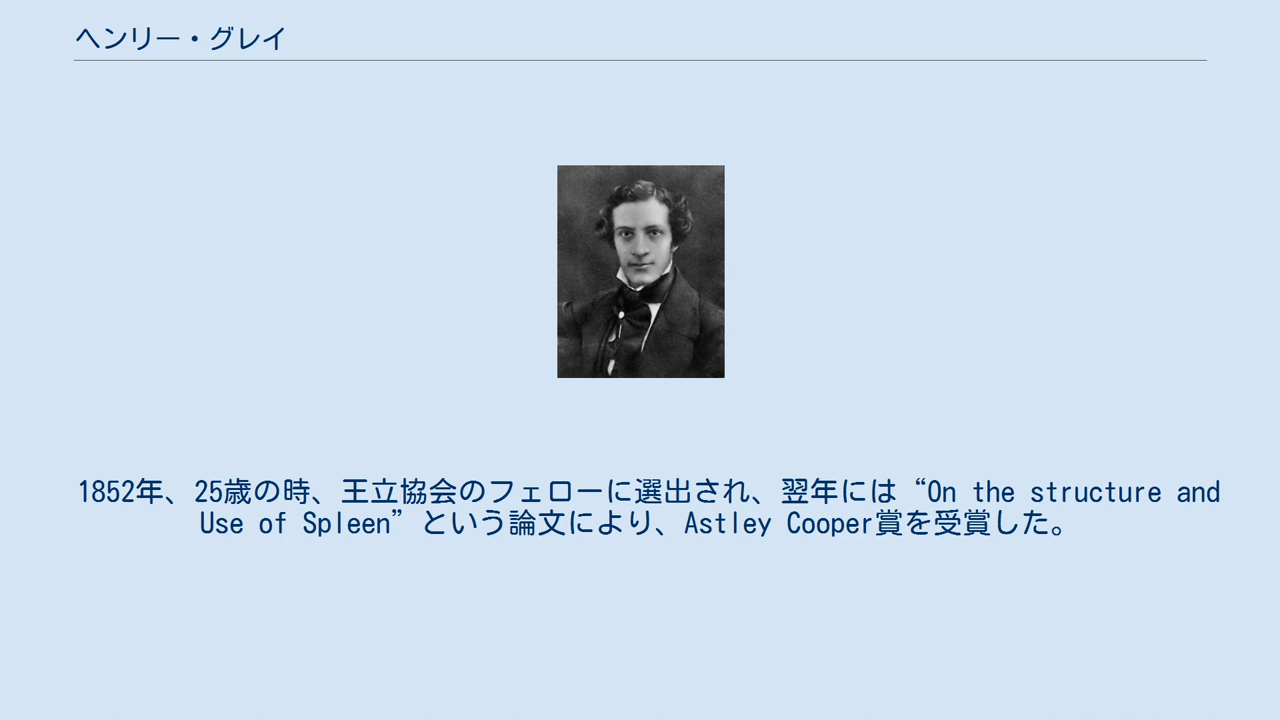 ヘンリー・グレイ
1852年、25歳の時、王立協会のフェローに選出され、翌年には“On the structure and
Use of Spleen”という論文により、Astley Cooper賞を受賞した。